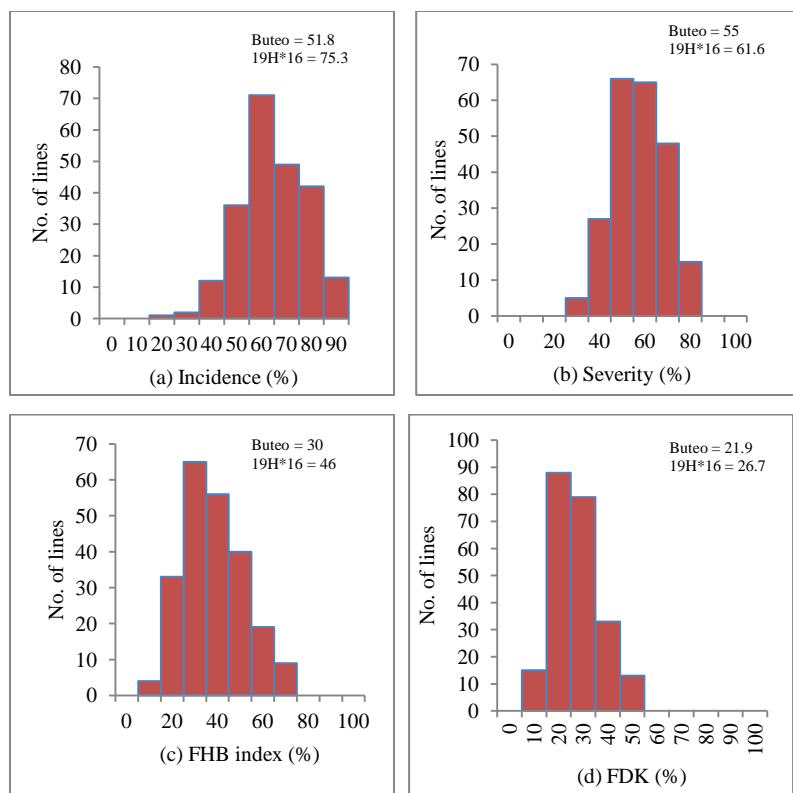 Buteo = 51.8
19H*16 = 75.3
80
70
60
50
40
30
20
10
0
No. of lines
0 10 20 30 40 50 60 70 80 90
(a) Incidence (%)
Buteo = 55
19H*16 = 61.6
70
60
50
40
30
20
10
0
No. of lines
0 20 40 60 80 100
(b) Severity (%)
Buteo = 30
19H*16 = 46
70
60
50
40
30
20
10
0
No. of lines
0 20 40 60 80 100
(c) FHB index (%)
Buteo = 21.9
19H*16 = 26.7
100
90
80
70
60
50
40
30
20
10
0
No. of lines
0 10 20 30 40 50 60 70 80 90 100
(d) FDK (%)